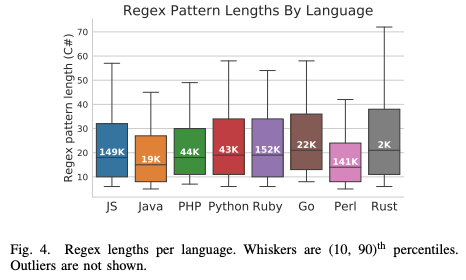 Regex Pattern Lengths By Language
Regex pattern length (C#)
70
60
50
40
30
20
10
149K
19K
44K
43K
152K
22K
141K
2K
JS Java PHP Python Ruby Go Perl Rust
Fig. 4. Regex lengths per language. Whiskers are (10, 90)th percentiles.
Outliers are not shown.